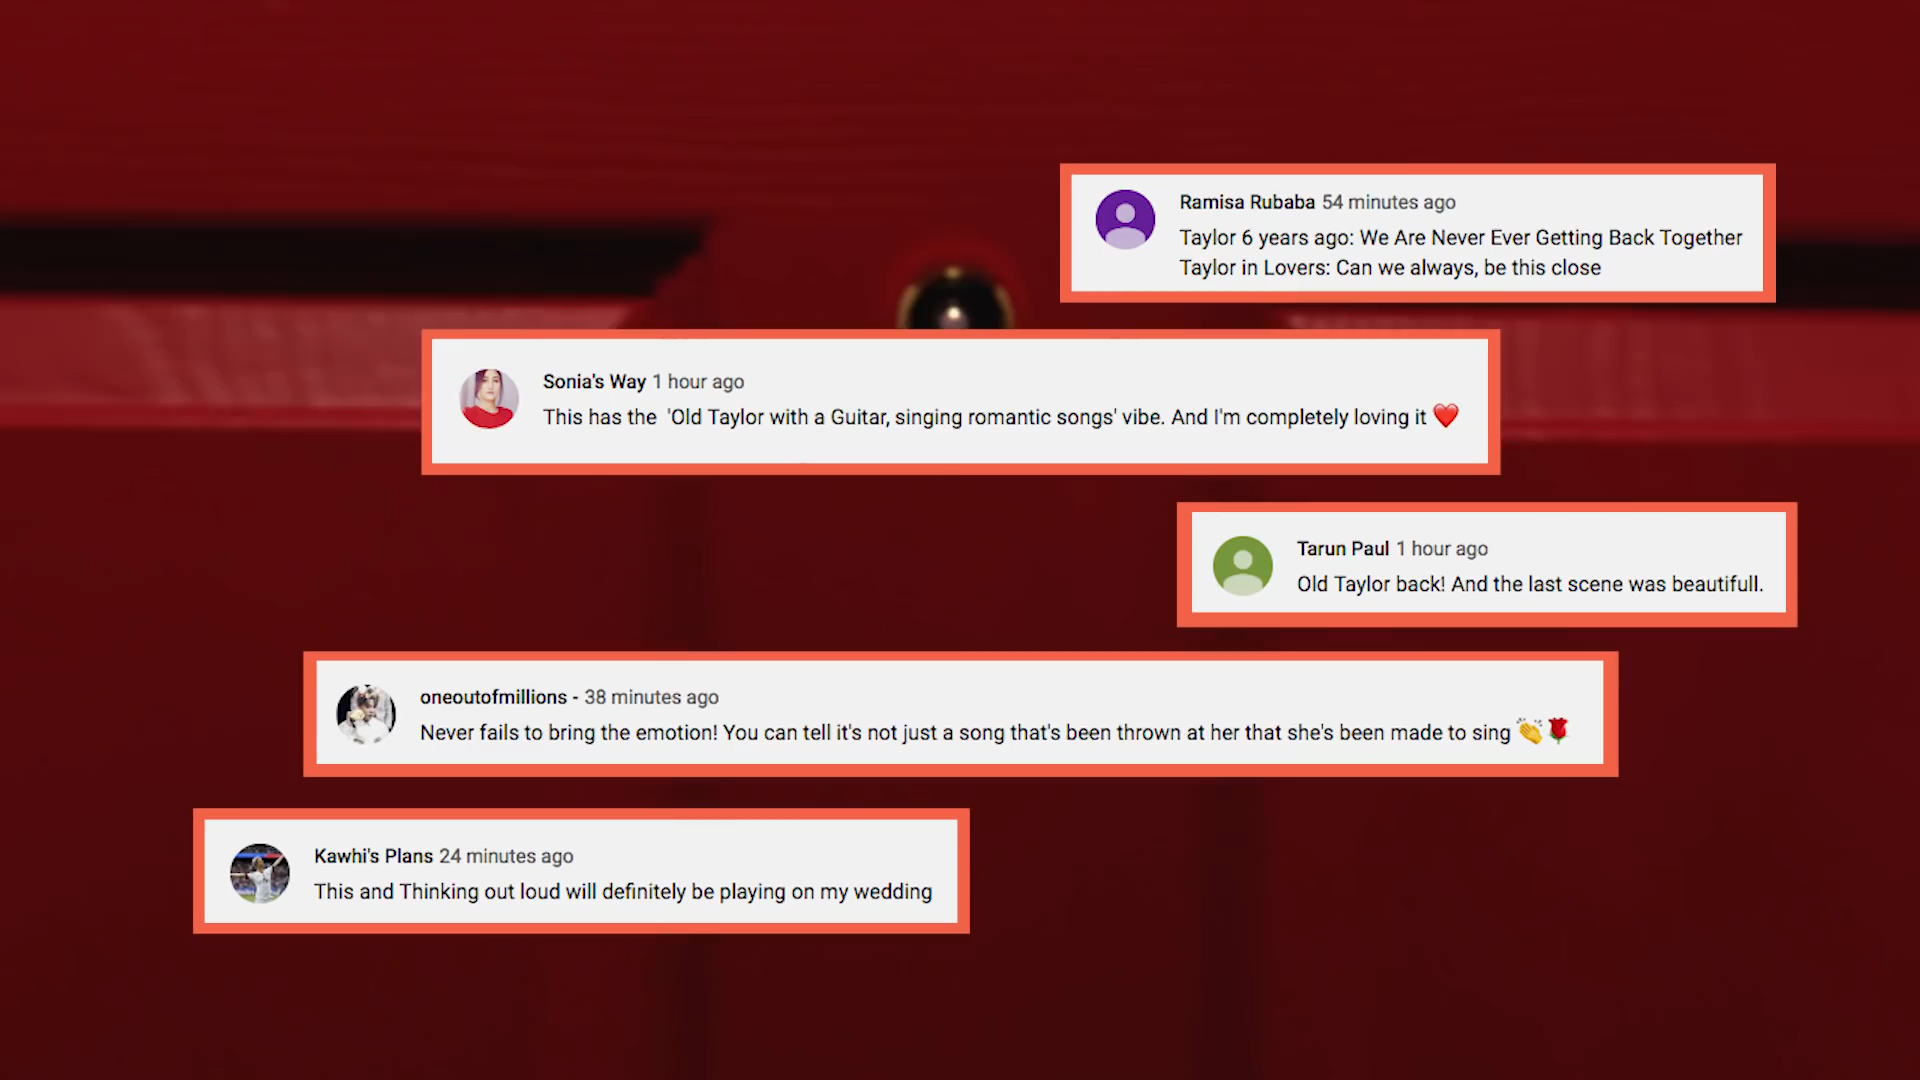 Ramisa Rubaba 54 minutes ago
Taylor 6 years ago: We Are Never Ever Getting Back Together
Taylor in Lovers: Can we always, be this close
Sonia's Way 1 hour ago
This has the 'Old Taylor with a Guitar, singing romantic songs' vibe. And I'm completely loving it ❤️
Tarun Paul 1 hour ago
Old Taylor back! And the last scene was beautifull.
oneoutofmillions - 38 minutes ago
Never fails to bring the emotion! You can tell it's not just a song that's been thrown at her that she's been made to sing 👏🌹
Kawhi's Plans 24 minutes ago
This and Thinking out loud will definitely be playing on my wedding